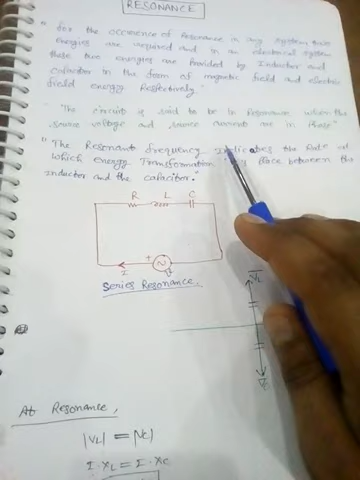 RESONANCE
For the occurence of Resonance in any system two
Energies are required and in an electrical system
these two energies are Provided by Inductor and
Capacitor in the form of magnetic field and electric
field energy Respectively."
"The circuit is said to be in Resonance when the
source voltage and source currents are in Phase"
"The Resonant frequency Indicates the Rate at
which energy Transformation place between the
inductor and the capacitor."
R L C
+
I
Series Resonance.
VL
VC
At Resonance,
|VL| = |VC|
I·XL = I·XC